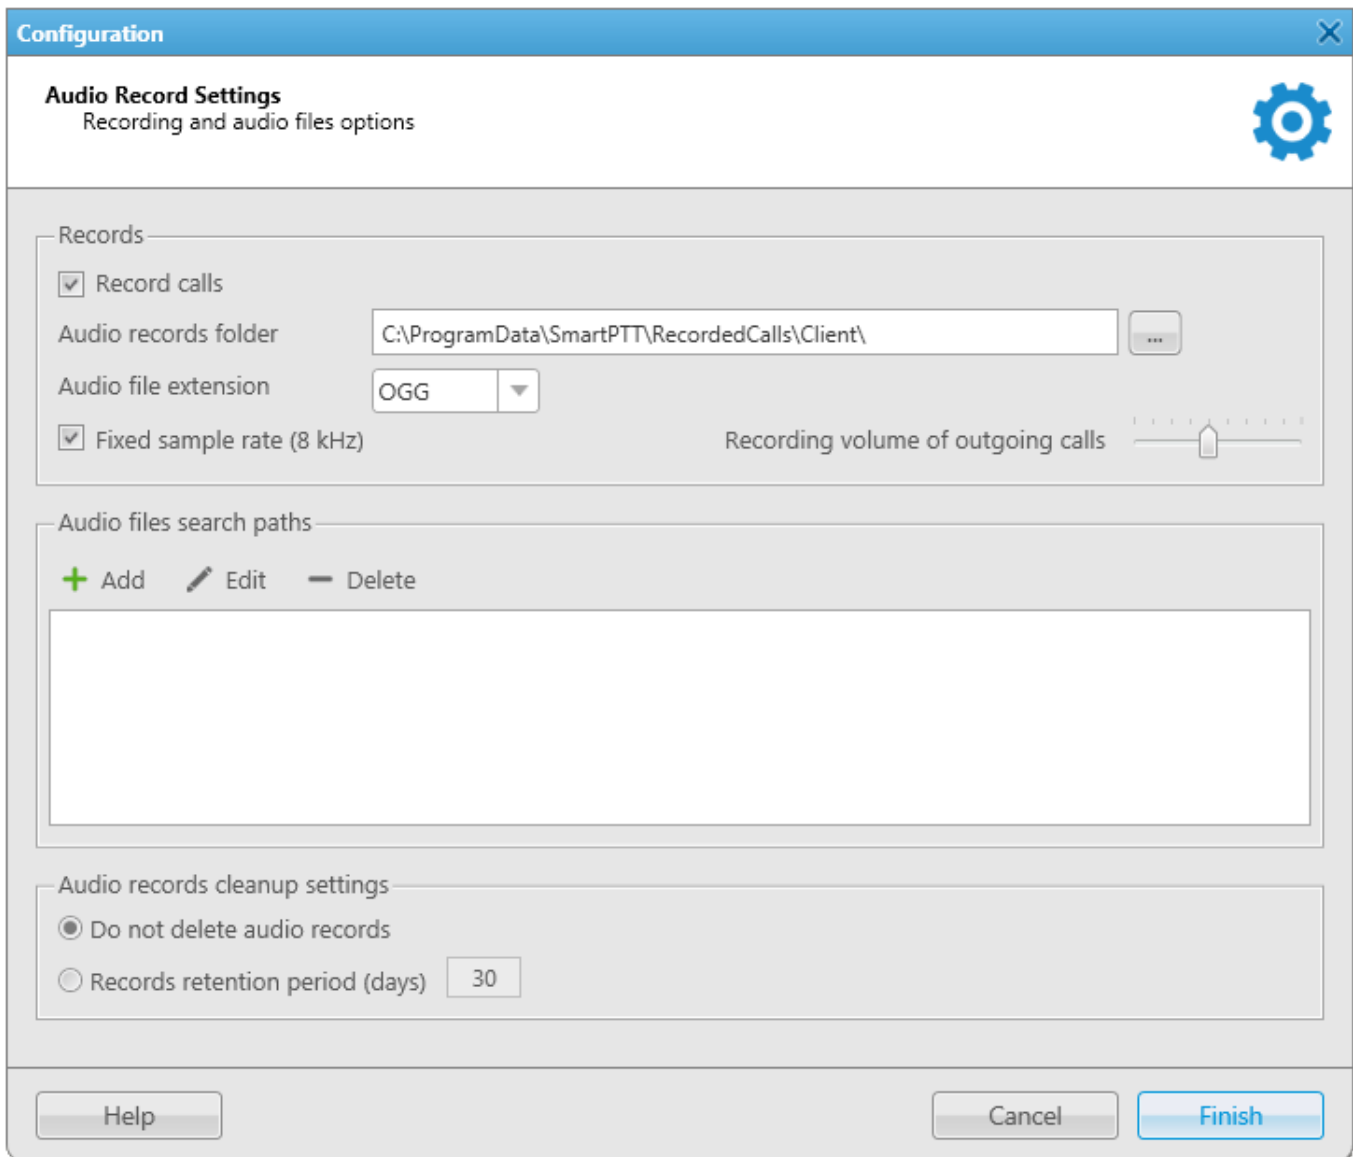 Configuration
Audio Record Settings
Recording and audio files options
Records
Record calls
Audio records folder C:\ProgramData\SmartPTT\RecordedCalls\Client\ ...
Audio file extension OGG
Fixed sample rate (8 kHz) Recording volume of outgoing calls
Audio files search paths
Add Edit Delete
Audio records cleanup settings
Do not delete audio records
Records retention period (days) 30
Help Cancel Finish